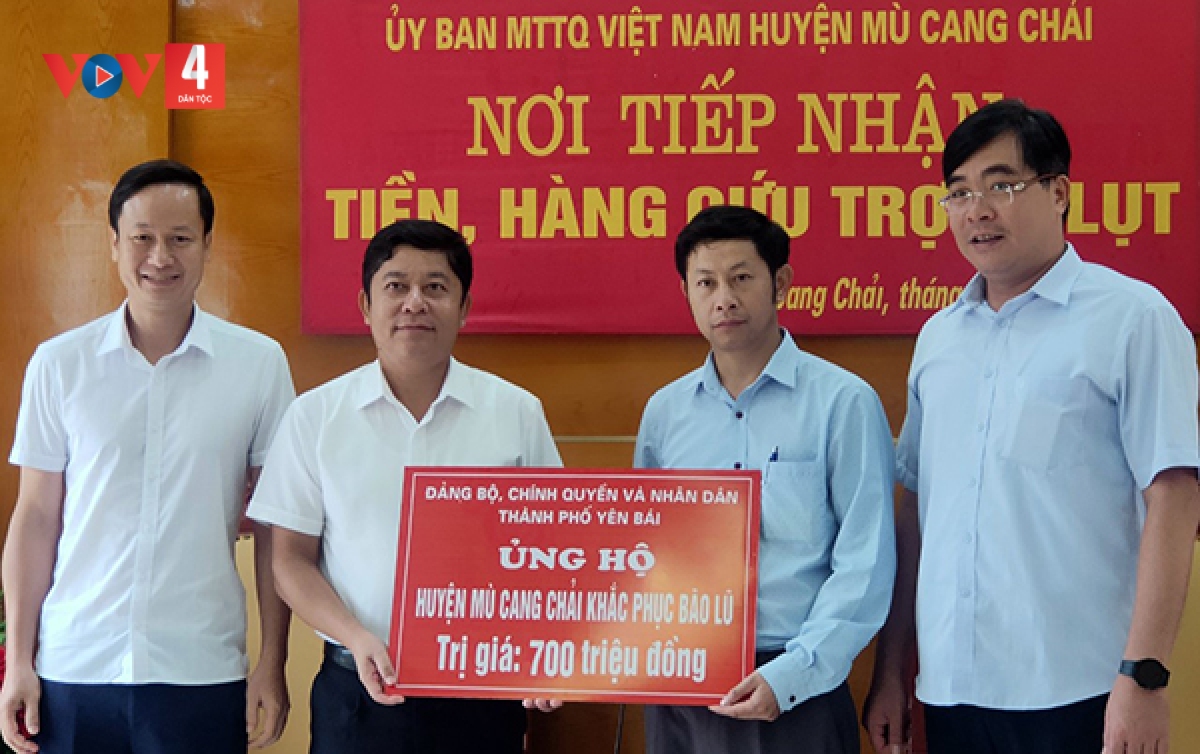 VOV4
DÂN TỘC
ỦY BAN MTTQ VIỆT NAM HUYỆN MÙ CANG CHẢI
NƠI TIẾP NHẬN
TIỀN, HÀNG CỨU TRỢ LỤT
Cang Chải, tháng
ĐẢNG BỘ, CHÍNH QUYỀN VÀ NHÂN DÂN
THÀNH PHỐ YÊN BÁI
ỦNG HỘ
HUYỆN MÙ CANG CHẢI KHẮC PHỤC BÃO LŨ
Trị giá: 700 triệu đồng